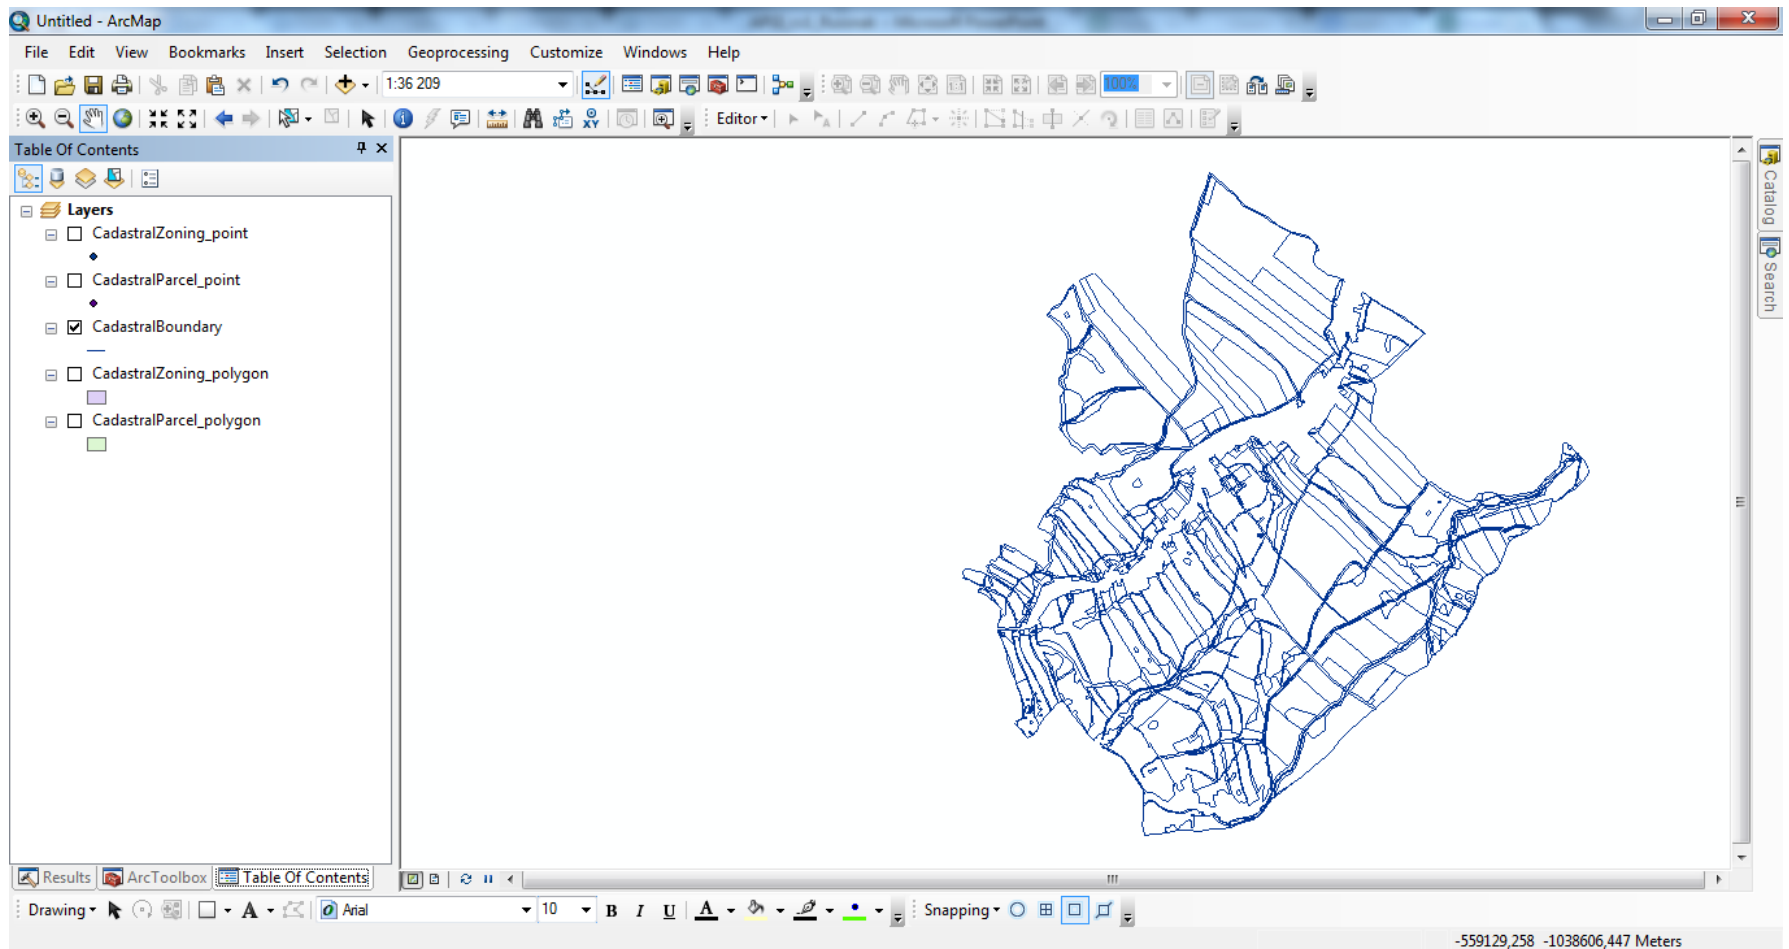 Untitled - ArcMap
File Edit View Bookmarks Insert Selection Geoprocessing Customize Windows Help
1:36 209
100%
Editor
Table Of Contents
Layers
CadastralZoning_point
CadastralParcel_point
CadastralBoundary
CadastralZoning_polygon
CadastralParcel_polygon
Catalog
Search
Results ArcToolbox Table Of Contents
Drawing A Arial 10 B I U A Snapping
-559129,258 -1038606,447 Meters